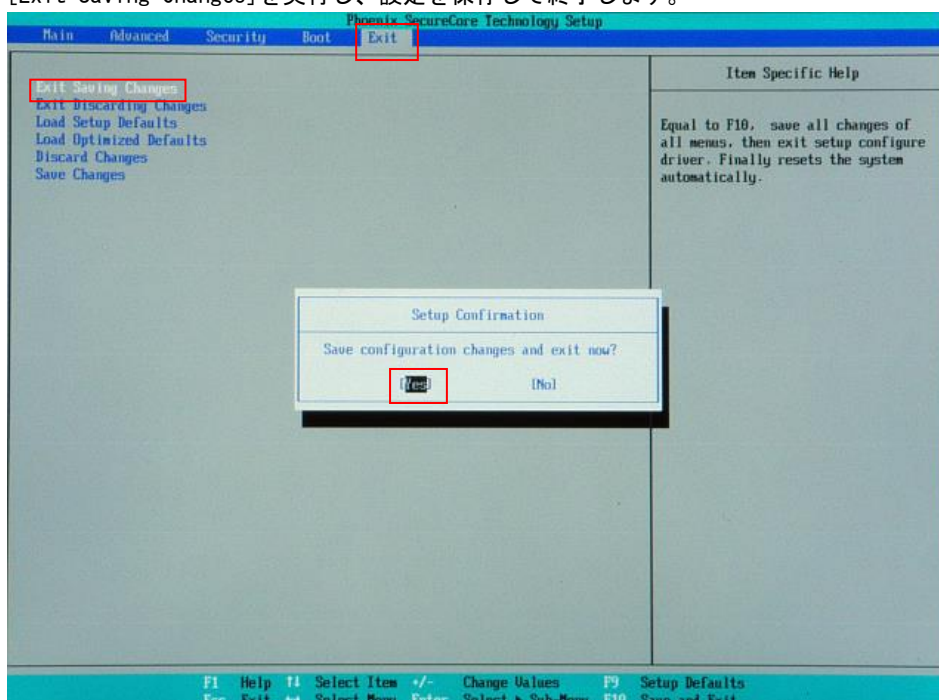 [Exit Saving Changes]を実行し、設定を保存して終了します。
Phoenix SecureCore Technology Setup
Main Advanced Security Boot Exit
Exit Saving Changes
Exit Discarding Changes
Load Setup Defaults
Load Optimized Defaults
Discard Changes
Save Changes
Item Specific Help
Equal to F10, save all changes of
all menus, then exit setup configure
driver. Finally resets the system
automatically.
Setup Confirmation
Save configuration changes and exit now?
[Yes] [No]
F1 Help ↑↓ Select Item +/- Change Values F9 Setup Defaults
Esc Exit ↔ Select Menu Enter Select ▶ Sub-Menu F10 Save and Exit